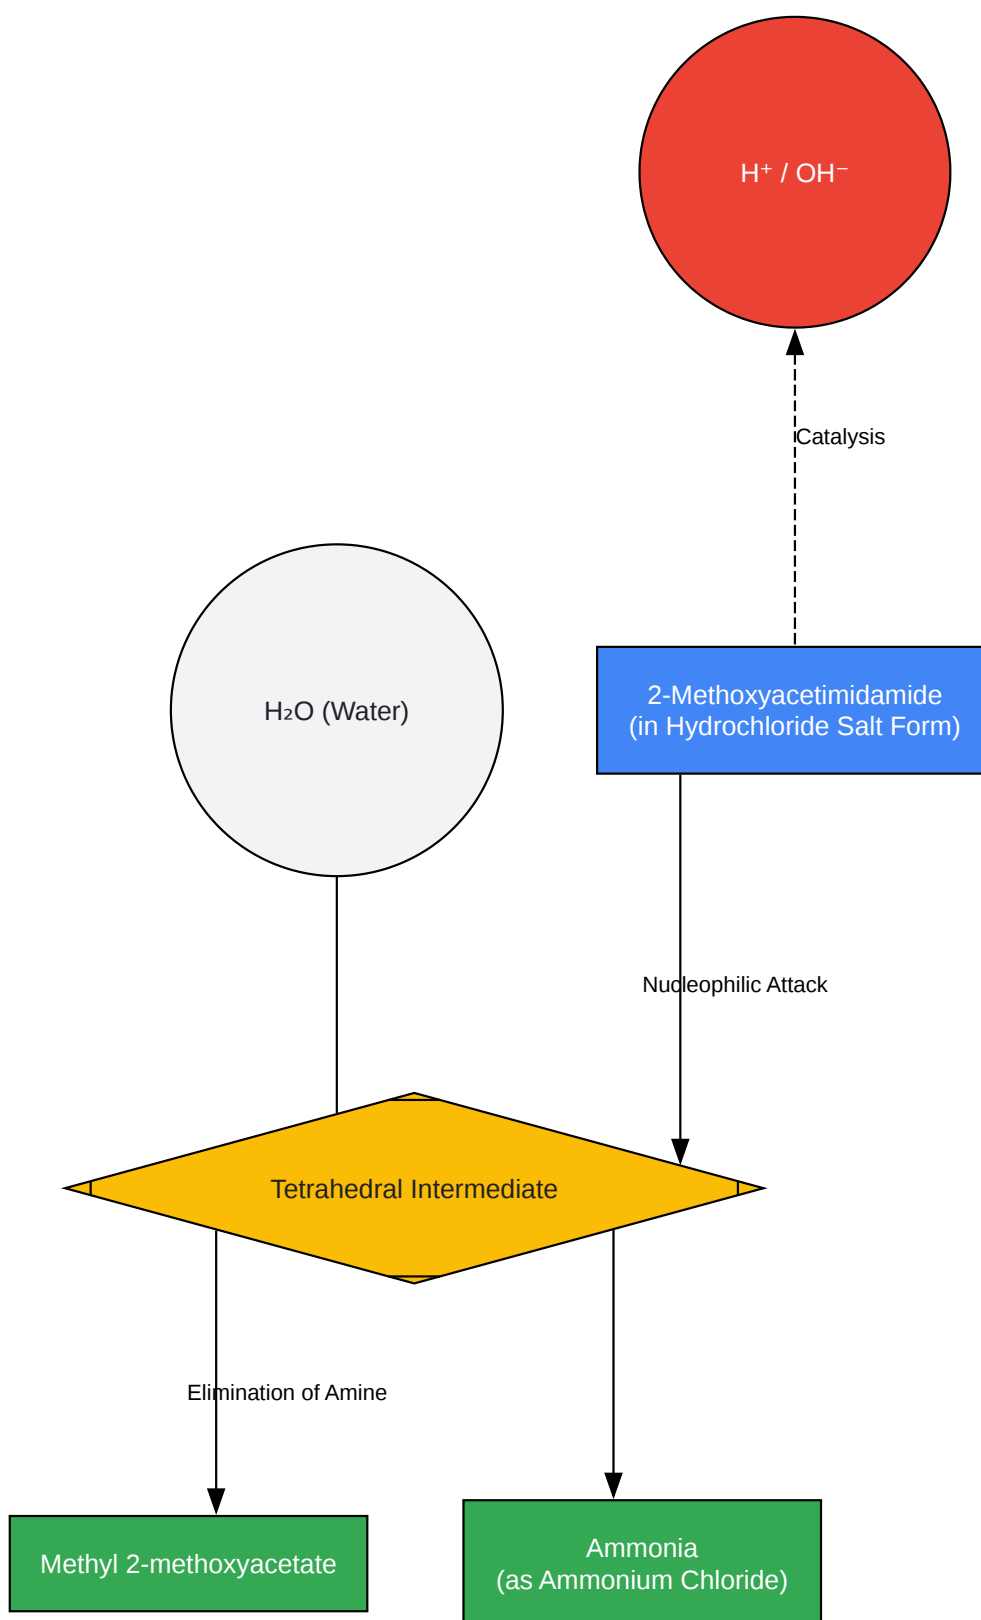 H⁺ / OH⁻
Catalysis
H₂O (Water)
2-Methoxyacetimidamide
(in Hydrochloride Salt Form)
Nucleophilic Attack
Tetrahedral Intermediate
Elimination of Amine
Methyl 2-methoxyacetate
Ammonia
(as Ammonium Chloride)